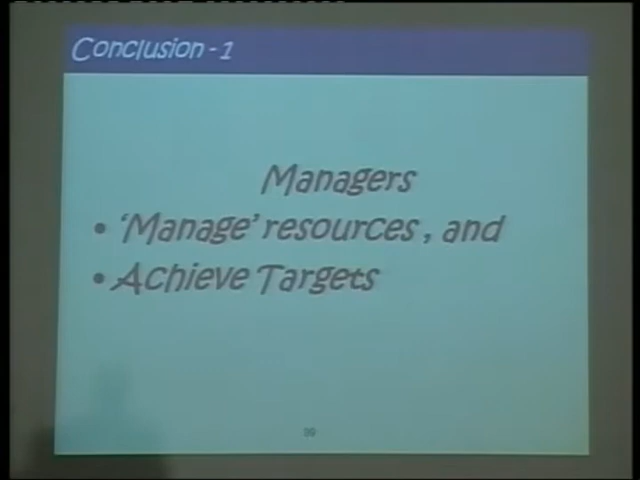 Conclusion - 1
Managers
• 'Manage' resources, and
• Achieve Targets